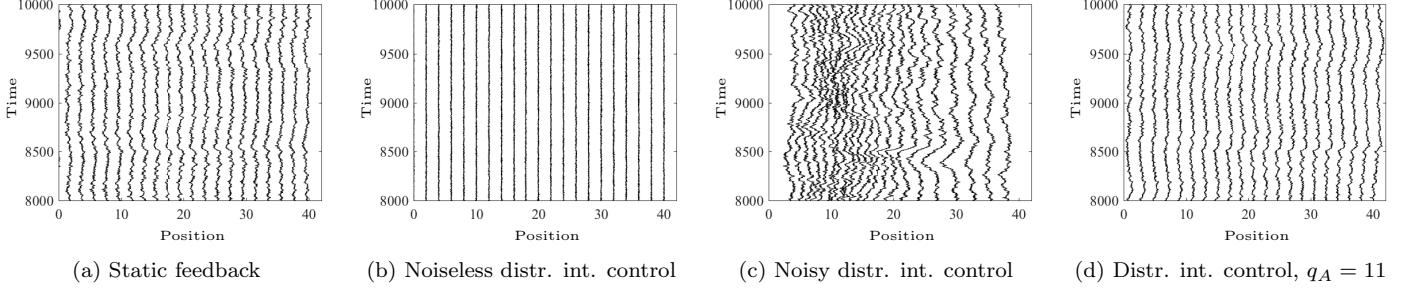 10000
9500
9000
8500
8000
Time
0 10 20 30 40
Position
(a) Static feedback
10000
9500
9000
8500
8000
Time
0 10 20 30 40
Position
(b) Noiseless distr. int. control
10000
9500
9000
8500
8000
Time
0 10 20 30 40
Position
(c) Noisy distr. int. control
10000
9500
9000
8500
8000
Time
0 10 20 30 40
Position
(d) Distr. int. control, q_A = 11